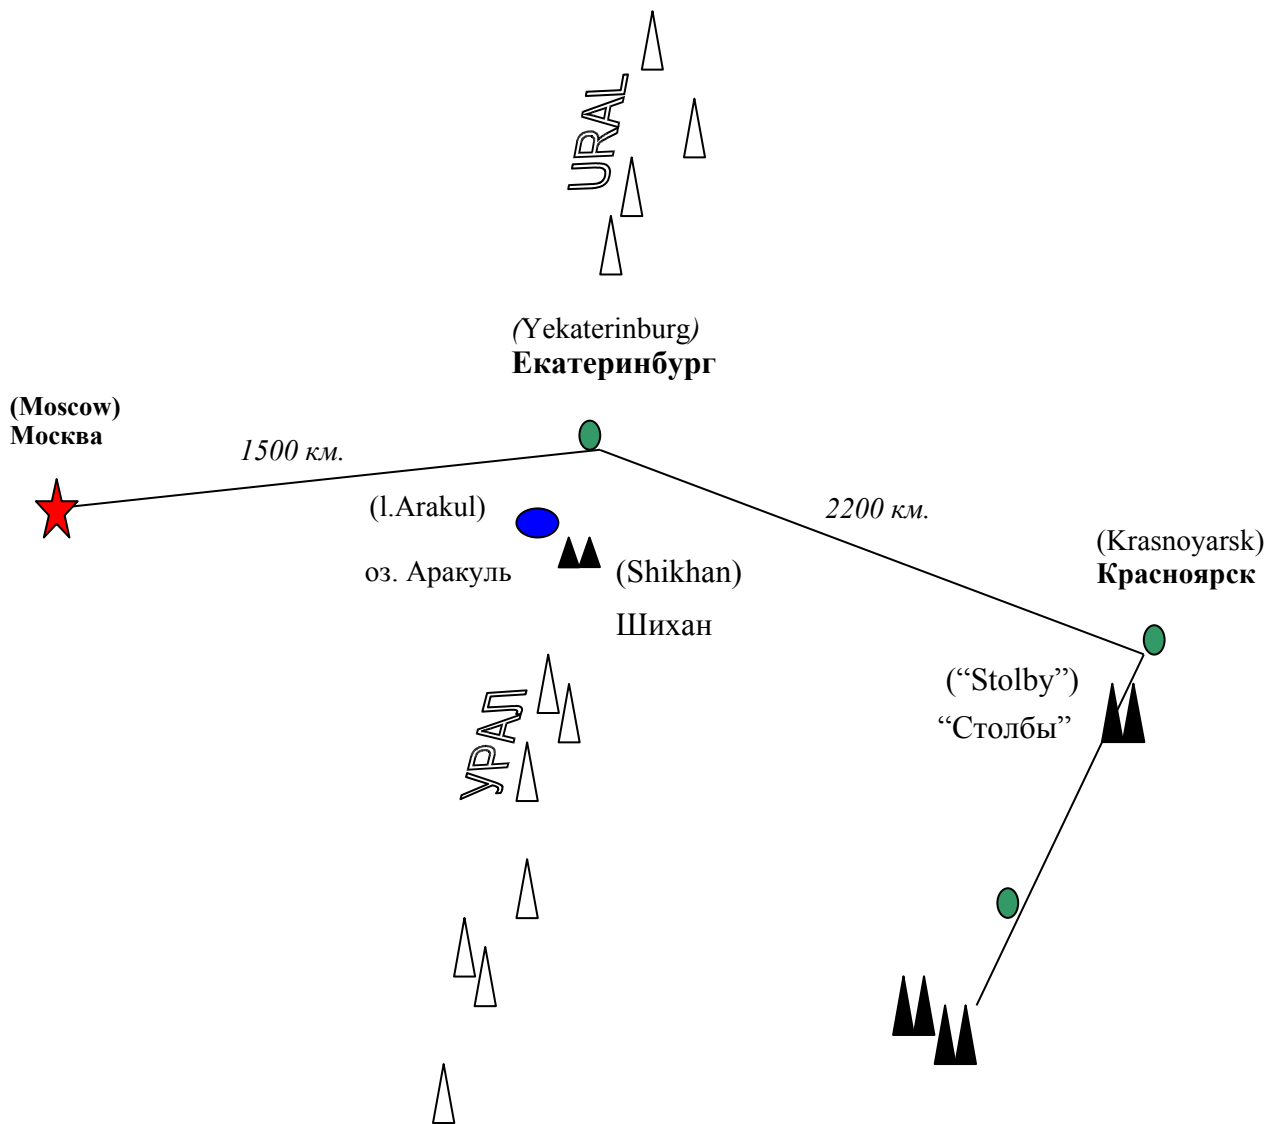 URAL
(Yekaterinburg)
Екатеринбург
(Moscow)
Москва
1500 км.
(l.Arakul)
оз. Аракуль
(Shikhan)
Шихан
2200 км.
(Krasnoyarsk)
Красноярск
(“Stolby”)
“Столбы”
УРАЛ